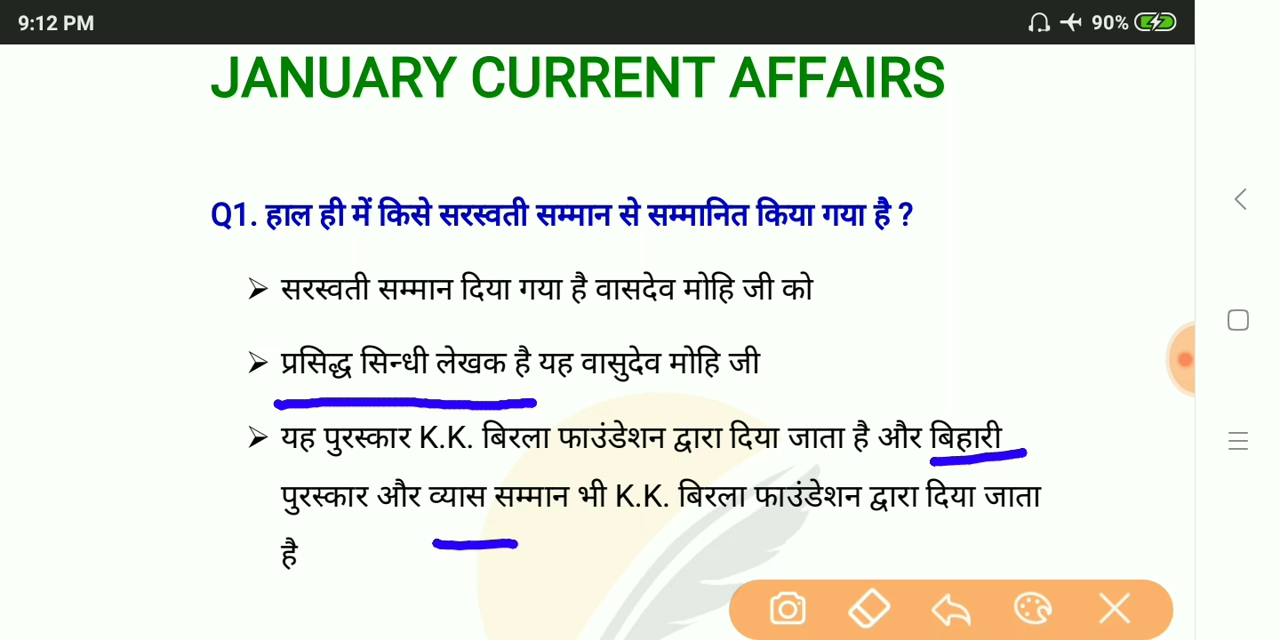 9:12 PM
90%
JANUARY CURRENT AFFAIRS
Q1. हाल ही में किसे सरस्वती सम्मान से सम्मानित किया गया है ?
➢ सरस्वती सम्मान दिया गया है वासदेव मोहि जी को
➢ प्रसिद्ध सिन्धी लेखक है यह वासुदेव मोहि जी
➢ यह पुरस्कार K.K. बिरला फाउंडेशन द्वारा दिया जाता है और बिहारी
पुरस्कार और व्यास सम्मान भी K.K. बिरला फाउंडेशन द्वारा दिया जाता
है